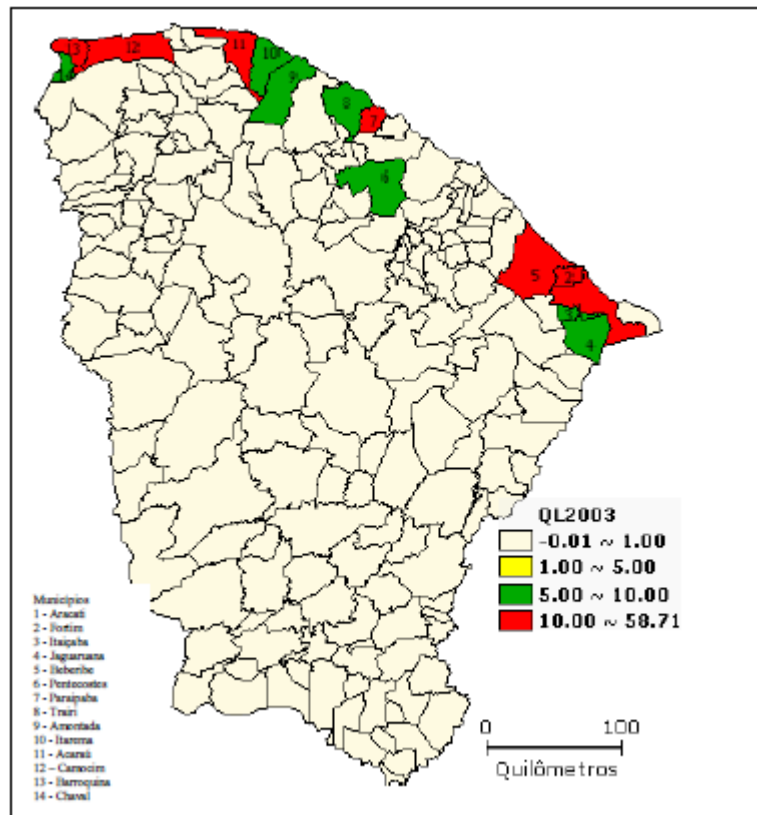 13
12
11
10
9
8
7
6
5
2
3
4
QL2003
-0.01 ~ 1.00
1.00 ~ 5.00
5.00 ~ 10.00
10.00 ~ 58.71
Municípios
1 - Aracati
2 - Fortim
3 - Itaiçaba
4 - Jaguaruana
5 - Beberibe
6 - Pentecostes
7 - Paraipaba
8 - Trairi
9 - Amontada
10 - Itarema
11 - Acaraú
12 – Camocim
13 - Barroquina
14 - Chaval
0 100
Quilômetros